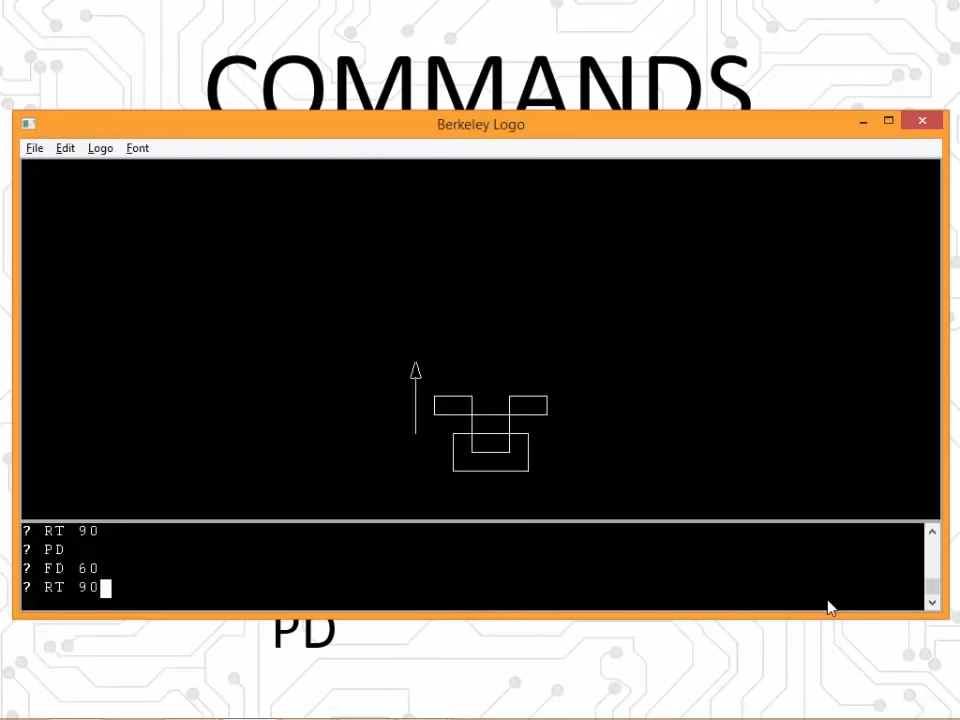 COMMANDS
Berkeley Logo
File Edit Logo Font
? RT 90
? PD
? FD 60
? RT 90
PD